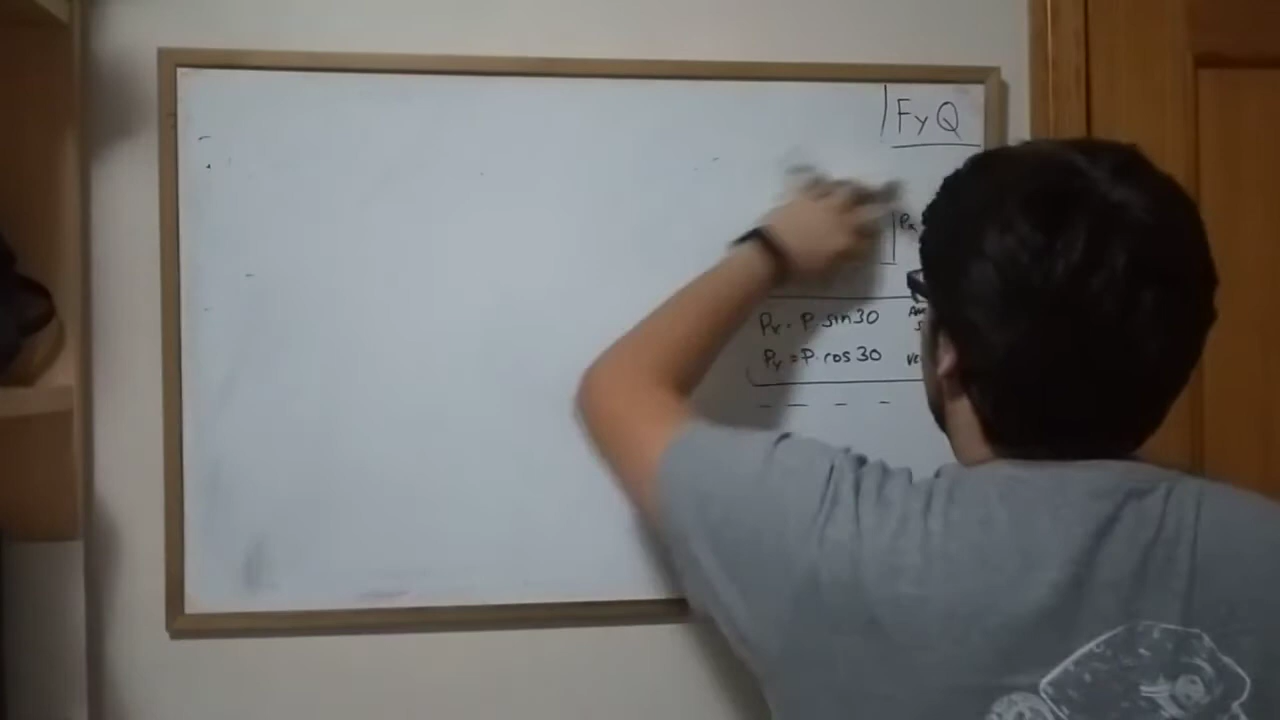 FyQ
Px
Px = P. sin30
Py = P. cos30